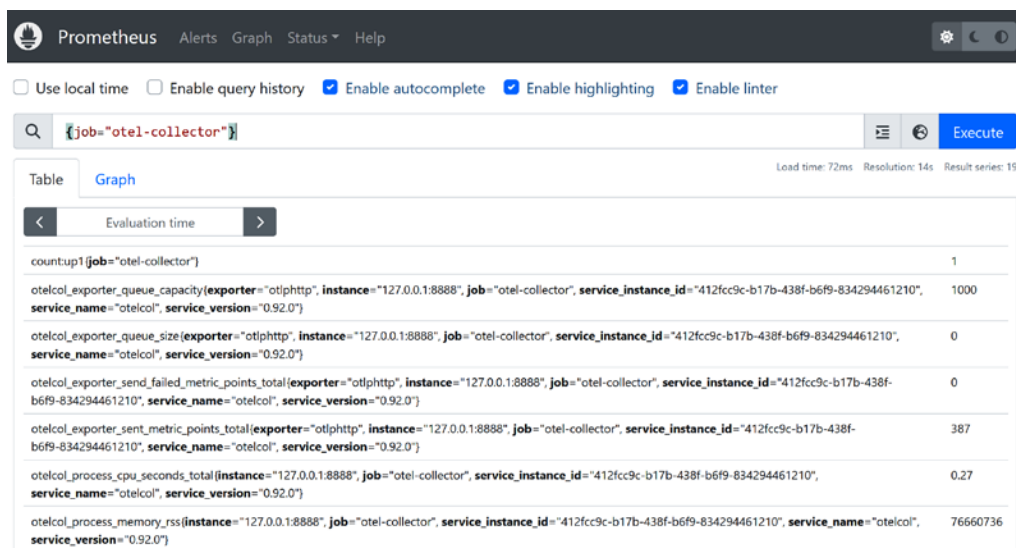 Prometheus Alerts Graph Status Help
Use local time Enable query history Enable autocomplete Enable highlighting Enable linter
{job="otel-collector"} Execute
Load time: 72ms Resolution: 14s Result series: 19
Table Graph
Evaluation time
count:up1{job="otel-collector"} 1
otelcol_exporter_queue_capacity{exporter="otlphttp", instance="127.0.0.1:8888", job="otel-collector", service_instance_id="412fcc9c-b17b-438f-b6f9-834294461210", 1000
service_name="otelcol", service_version="0.92.0"}
otelcol_exporter_queue_size{exporter="otlphttp", instance="127.0.0.1:8888", job="otel-collector", service_instance_id="412fcc9c-b17b-438f-b6f9-834294461210", 0
service_name="otelcol", service_version="0.92.0"}
otelcol_exporter_send_failed_metric_points_total{exporter="otlphttp", instance="127.0.0.1:8888", job="otel-collector", service_instance_id="412fcc9c-b17b-438f- 0
b6f9-834294461210", service_name="otelcol", service_version="0.92.0"}
otelcol_exporter_sent_metric_points_total{exporter="otlphttp", instance="127.0.0.1:8888", job="otel-collector", service_instance_id="412fcc9c-b17b-438f- 387
b6f9-834294461210", service_name="otelcol", service_version="0.92.0"}
otelcol_process_cpu_seconds_total{instance="127.0.0.1:8888", job="otel-collector", service_instance_id="412fcc9c-b17b-438f-b6f9-834294461210", 0.27
service_name="otelcol", service_version="0.92.0"}
otelcol_process_memory_rss{instance="127.0.0.1:8888", job="otel-collector", service_instance_id="412fcc9c-b17b-438f-b6f9-834294461210", service_name="otelcol", 76660736
service_version="0.92.0"}